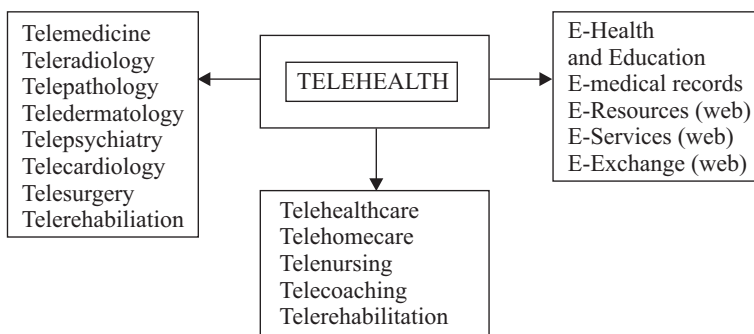 Telemedicine
Teleradiology
Telepathology
Teledermatology
Telepsychiatry
Telecardiology
Telesurgery
Telerehabiliation
TELEHEALTH
E-Health
and Education
E-medical records
E-Resources (web)
E-Services (web)
E-Exchange (web)
Telehealthcare
Telehomecare
Telenursing
Telecoaching
Telerehabilitation